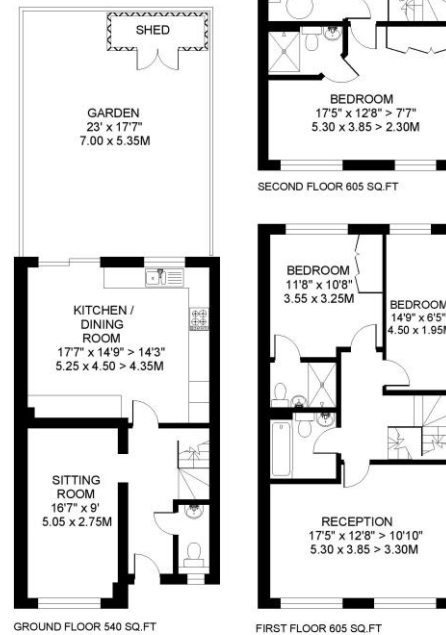 SHED
GARDEN
23' x 17'7"
7.00 x 5.35M
KITCHEN /
DINING
ROOM
17'7" x 14'9" > 14'3"
5.25 x 4.50 > 4.35M
SITTING
ROOM
16'7" x 9'
5.05 x 2.75M
GROUND FLOOR 540 SQ.FT
BEDROOM
17'5" x 12'8" > 7'7"
5.30 x 3.85 > 2.30M
SECOND FLOOR 605 SQ.FT
BEDROOM
11'8" x 10'8"
3.55 x 3.25M
BEDROOM
14'9" x 6'5"
4.50 x 1.95M
RECEPTION
17'5" x 12'8" > 10'10"
5.30 x 3.85 > 3.30M
FIRST FLOOR 605 SQ.FT